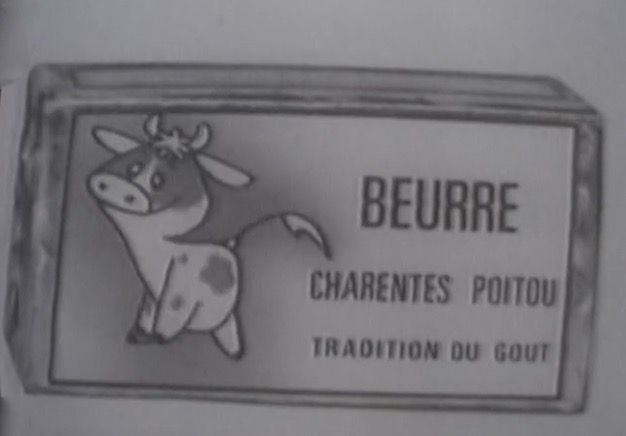 BEURRE
CHARENTES POITOU
TRADITION DU GOUT